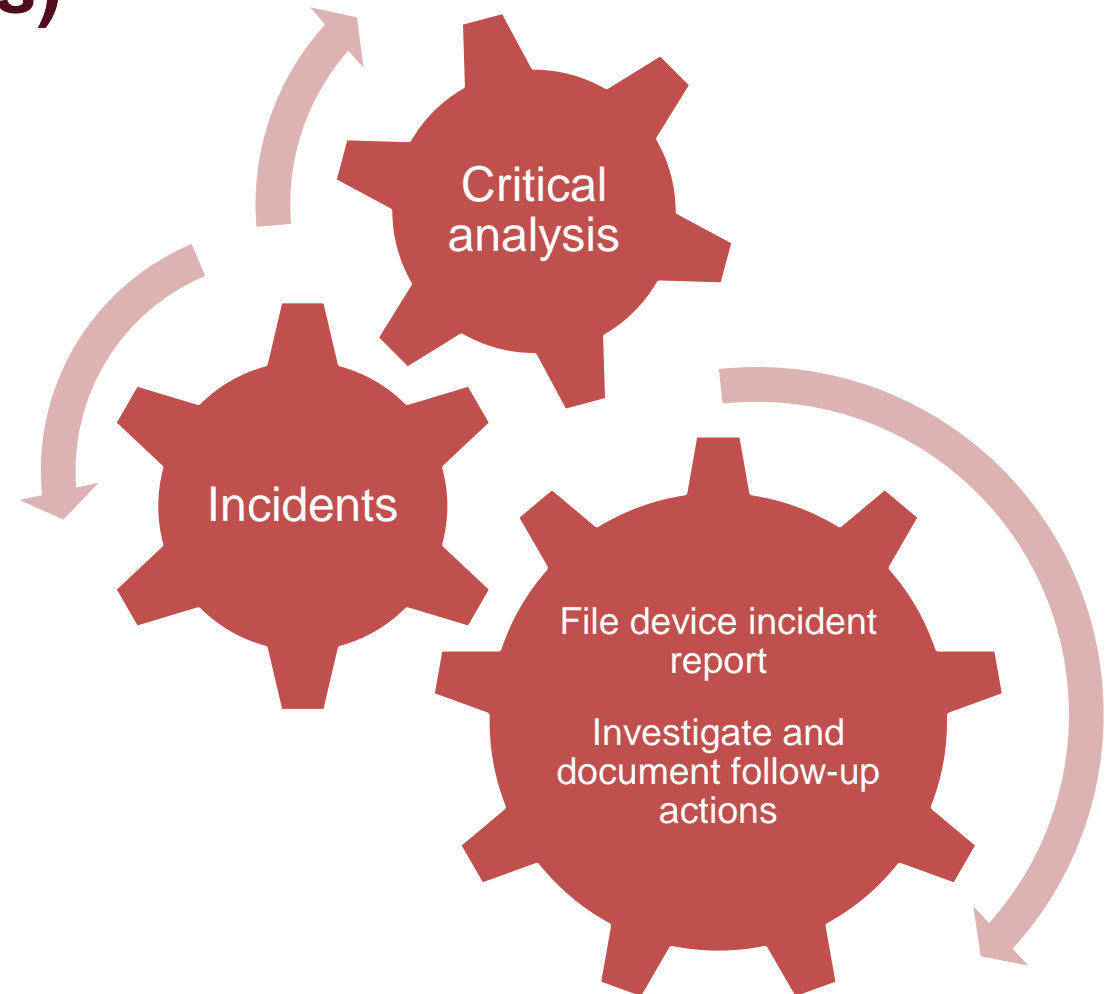 s)
Critical
analysis
Incidents
File device incident
report
Investigate and
document follow-up
actions